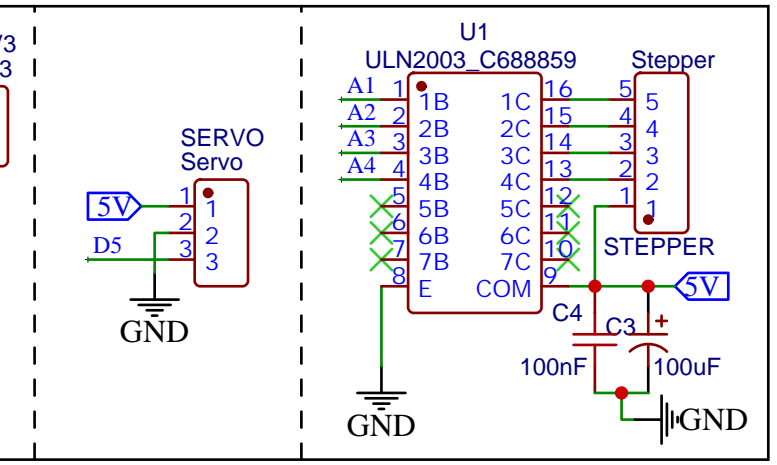 V3
3
SERVO
Servo
5V
D5
1
2
3
1
2
3
GND
U1
ULN2003_C688859
A1
A2
A3
A4
1
2
3
4
5
6
7
8
1B
2B
3B
4B
5B
6B
7B
E
1C
2C
3C
4C
5C
6C
7C
COM
16
15
14
13
12
11
10
9
GND
Stepper
5
4
3
2
1
5
4
3
2
1
STEPPER
5V
C4
C3
+
100nF
100uF
GND